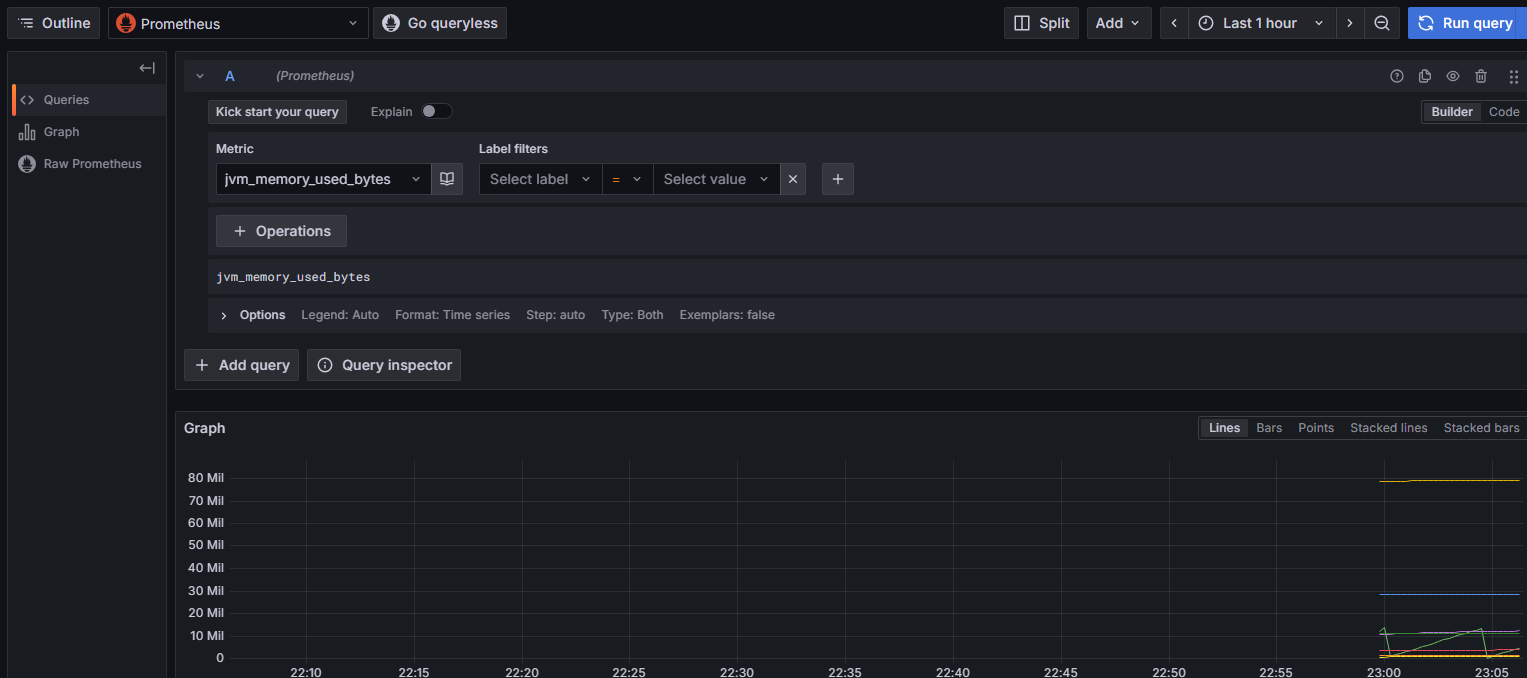 Outline
Prometheus
Go queryless
Split
Add
Last 1 hour
Run query
Queries
Graph
Raw Prometheus
A (Prometheus)
Kick start your query
Explain
Builder
Code
Metric
Label filters
jvm_memory_used_bytes
Select label
=
Select value
+ Operations
jvm_memory_used_bytes
Options Legend: Auto Format: Time series Step: auto Type: Both Exemplars: false
+ Add query
Query inspector
Graph
Lines Bars Points Stacked lines Stacked bars
80 Mil
70 Mil
60 Mil
50 Mil
40 Mil
30 Mil
20 Mil
10 Mil
0
22:10 22:15 22:20 22:25 22:30 22:35 22:40 22:45 22:50 22:55 23:00 23:05